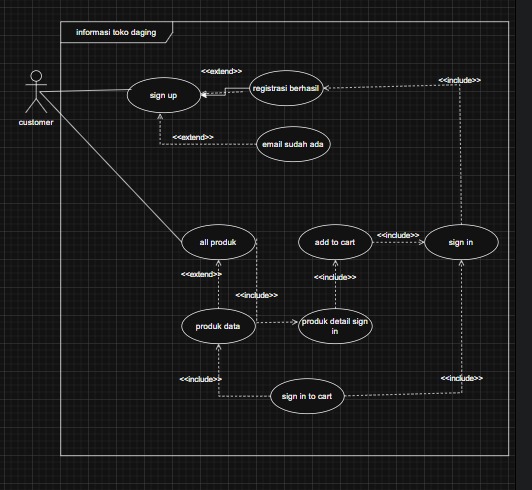 informasi toko daging
<<extend>>
<<include>>
registrasi berhasil
sign up
customer
<<extend>>
email sudah ada
all produk
add to cart
<<include>>
sign in
<<extend>>
<<include>>
<<include>>
produk data
produk detail sign
in
<<include>>
<<include>>
sign in to cart